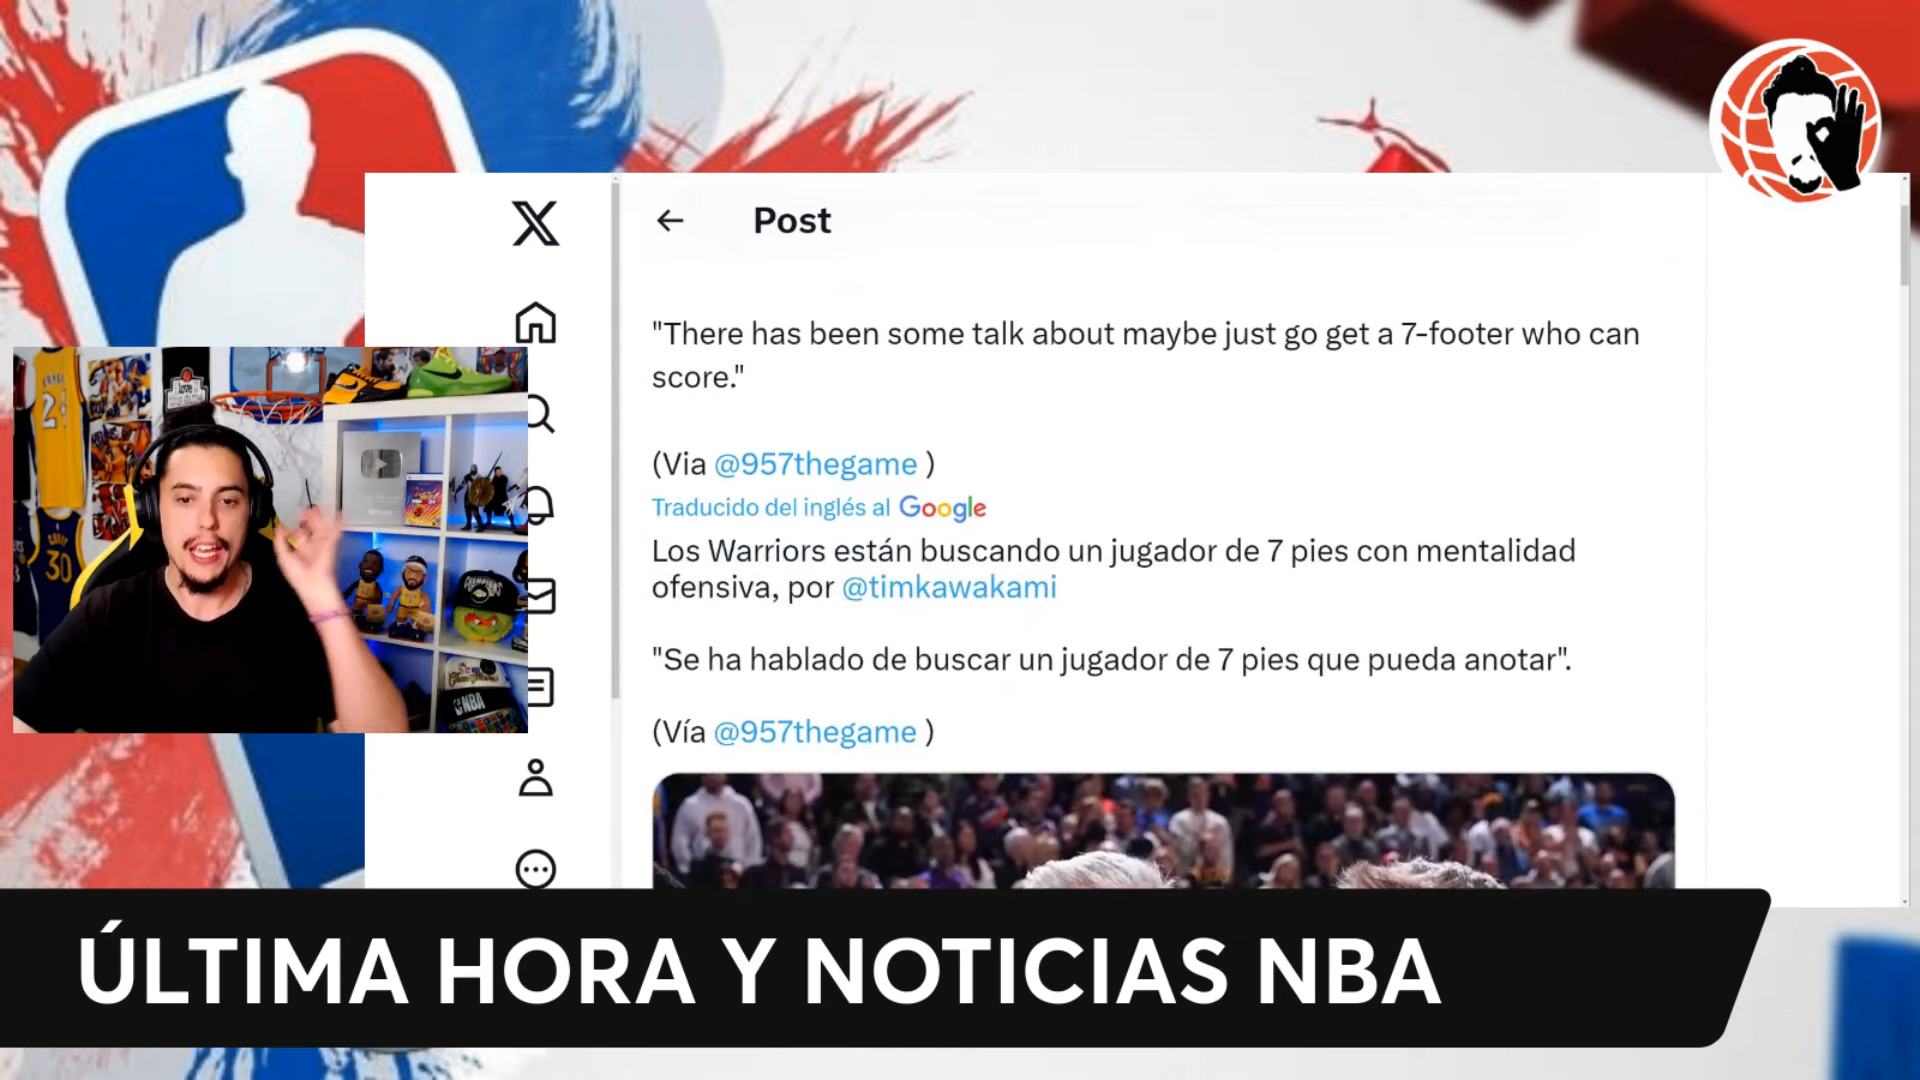 Post
"There has been some talk about maybe just go get a 7-footer who can
score."
(Via @957thegame )
Traducido del inglés al Google
Los Warriors están buscando un jugador de 7 pies con mentalidad
ofensiva, por @timkawakami
"Se ha hablado de buscar un jugador de 7 pies que pueda anotar".
(Vía @957thegame )
30
NBA
ÚLTIMA HORA Y NOTICIAS NBA